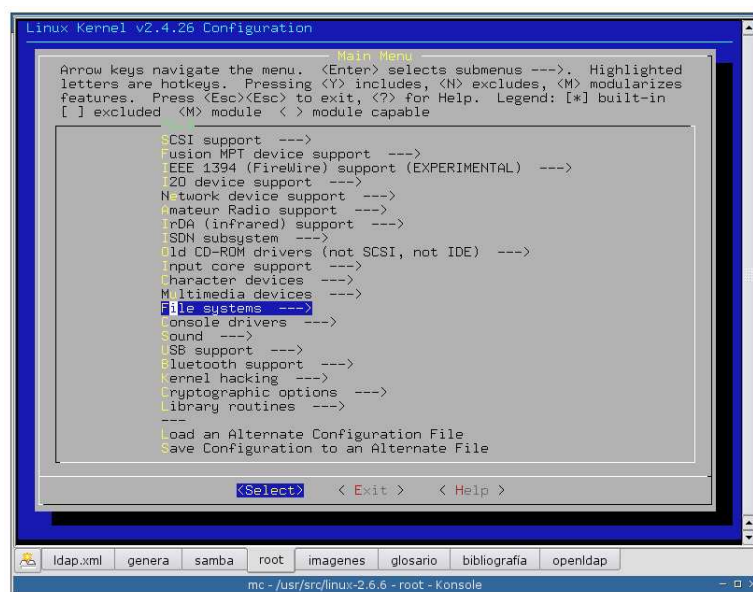 Linux Kernel v2.4.26 Configuration
Main Menu
Arrow keys navigate the menu.  <Enter> selects submenus --->.  Highlighted
letters are hotkeys.  Pressing <Y> includes, <N> excludes, <M> modularizes
features.  Press <Esc><Esc> to exit, <?> for Help.  Legend: [*] built-in
[ ] excluded  <M> module  < > module capable
SCSI support  --->
Fusion MPT device support  --->
IEEE 1394 (FireWire) support (EXPERIMENTAL)  --->
I2O device support  --->
Network device support  --->
Amateur Radio support  --->
IrDA (infrared) support  --->
ISDN subsystem  --->
Old CD-ROM drivers (not SCSI, not IDE)  --->
Input core support  --->
Character devices  --->
Multimedia devices  --->
File systems  --->
Console drivers  --->
Sound  --->
USB support  --->
Bluetooth support  --->
Kernel hacking  --->
Cryptographic options  --->
Library routines  --->
---
Load an Alternate Configuration File
Save Configuration to an Alternate File
<Select>    < Exit >    < Help >
ldap.xml genera samba root imagenes glosario bibliografía openldap
mc - /usr/src/linux-2.6.6 - root - Konsole